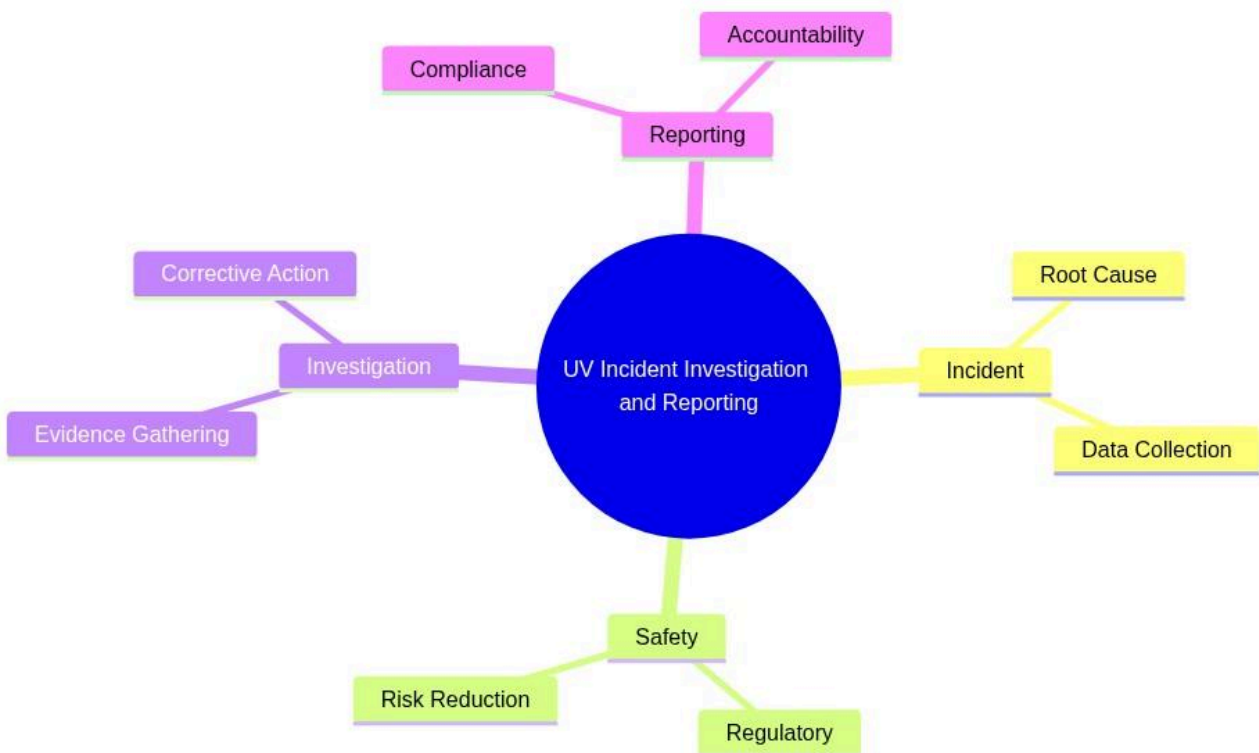 Accountability
Compliance
Reporting
Corrective Action
Root Cause
Investigation
UV Incident Investigation
and Reporting
Incident
Evidence Gathering
Data Collection
Safety
Risk Reduction
Regulatory